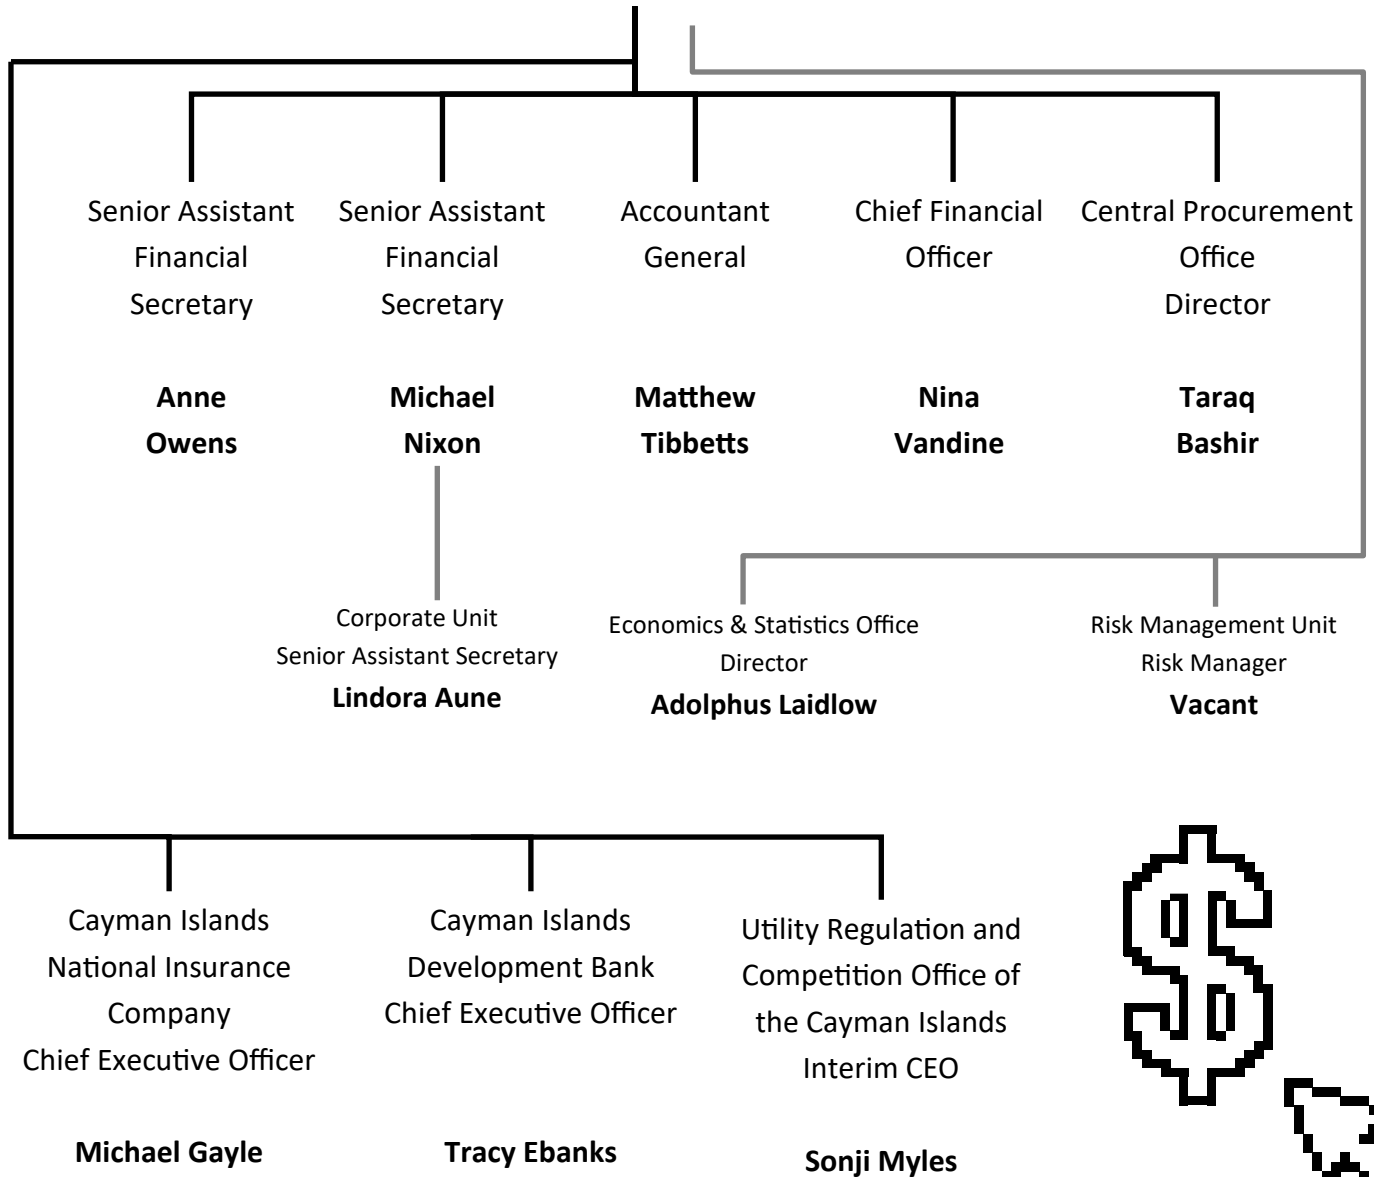 Senior Assistant
Financial
Secretary
Anne
Owens
Senior Assistant
Financial
Secretary
Michael
Nixon
Accountant
General
Matthew
Tibbetts
Chief Financial
Officer
Nina
Vandine
Central Procurement
Office
Director
Taraq
Bashir
Corporate Unit
Senior Assistant Secretary
Lindora Aune
Economics & Statistics Office
Director
Adolphus Laidlow
Risk Management Unit
Risk Manager
Vacant
Cayman Islands
National Insurance
Company
Chief Executive Officer
Michael Gayle
Cayman Islands
Development Bank
Chief Executive Officer
Tracy Ebanks
Utility Regulation and
Competition Office of
the Cayman Islands
Interim CEO
Sonji Myles
$